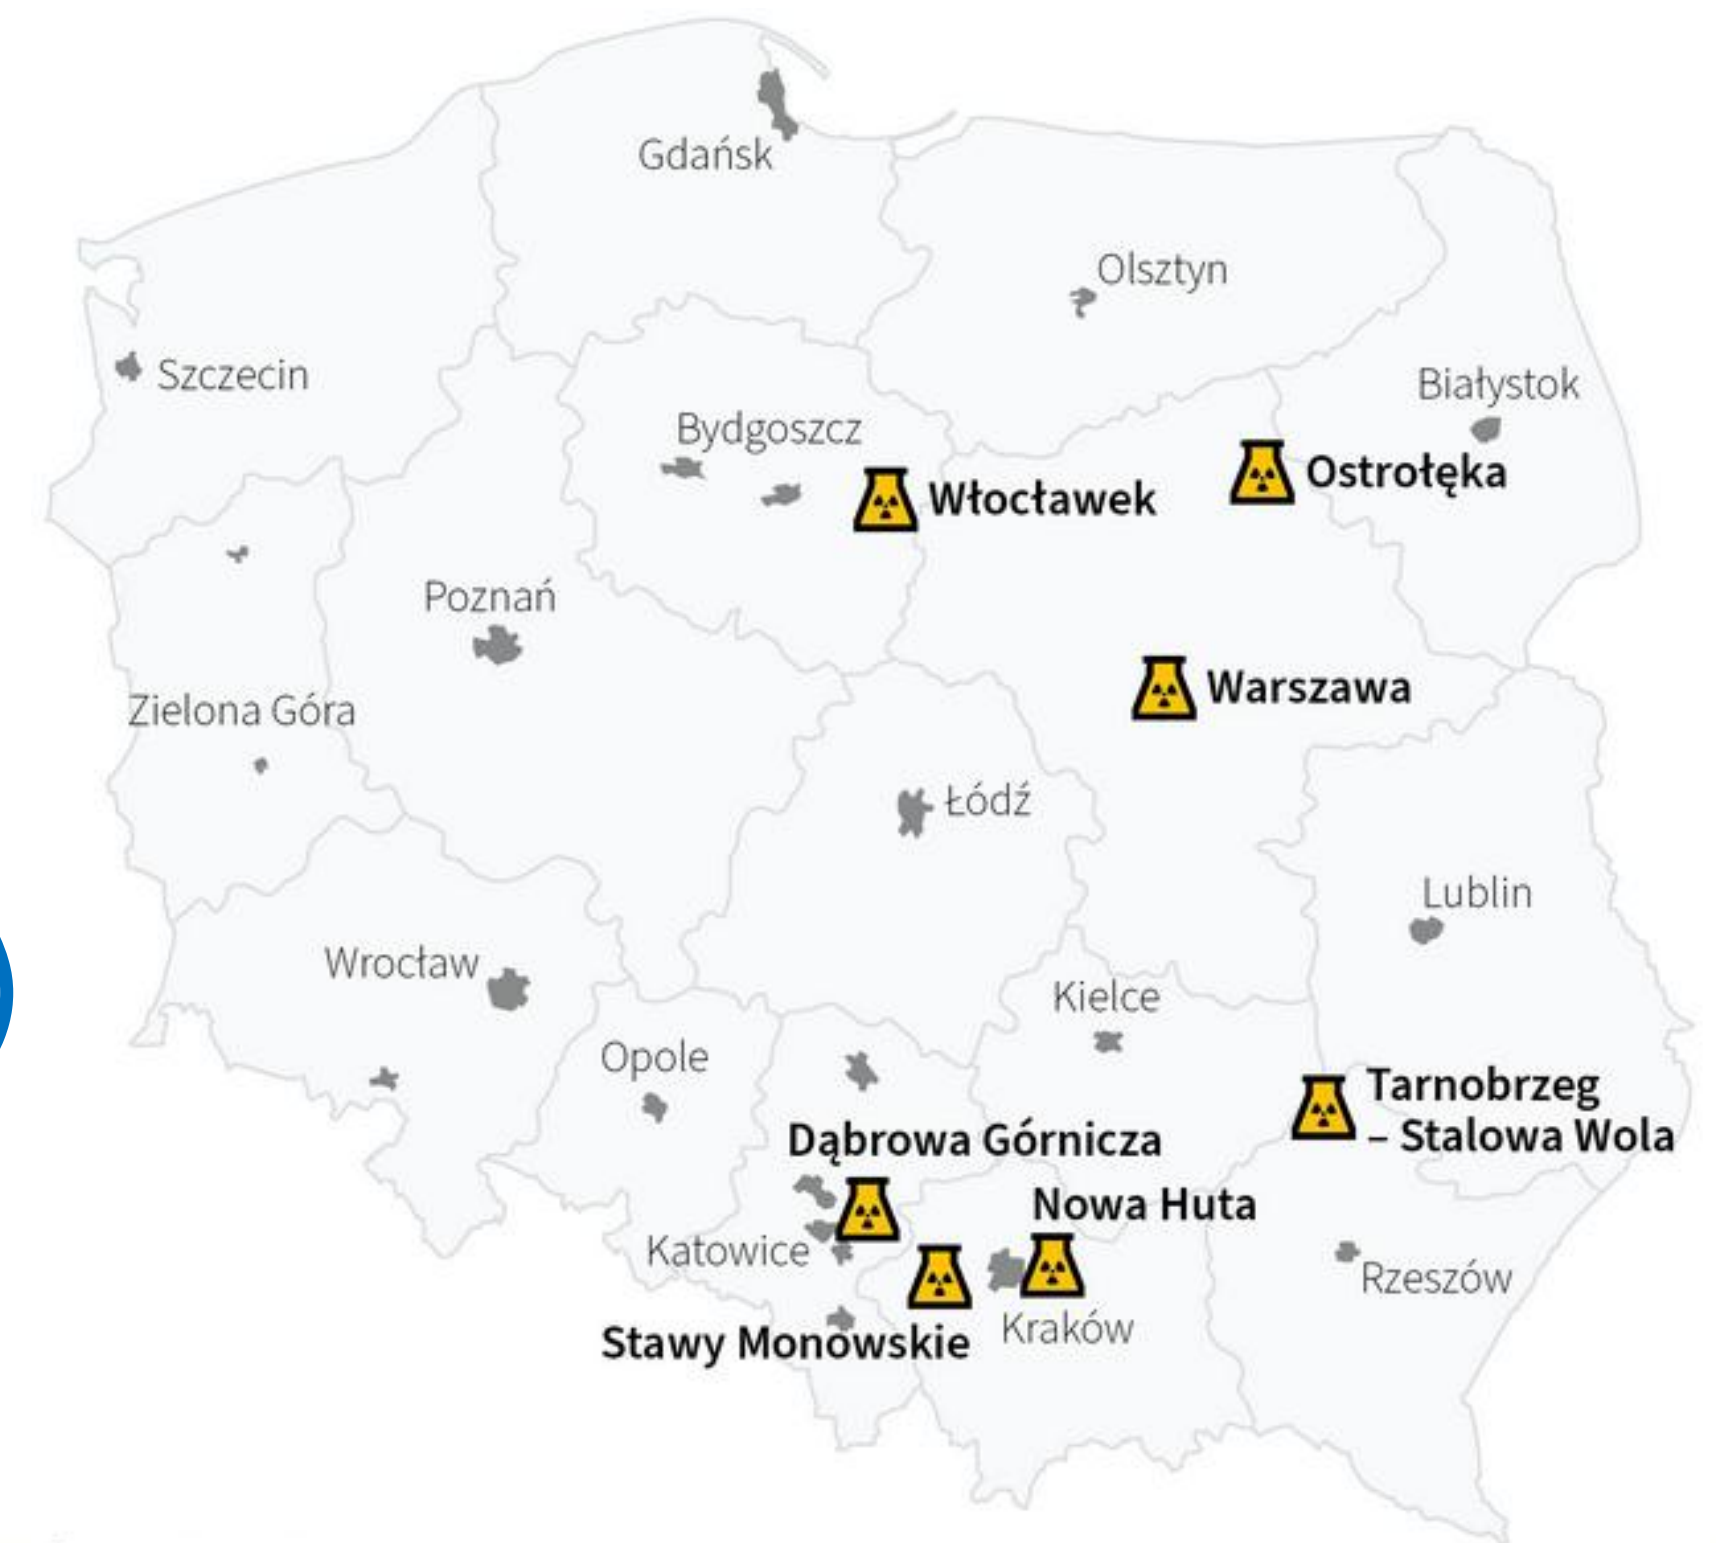 Gdańsk
Olsztyn
Szczecin
Białystok
Bydgoszcz
Ostrołęka
Włocławek
Poznań
Warszawa
Zielona Góra
Łódź
Lublin
Wrocław
Kielce
Opole
Tarnobrzeg
– Stalowa Wola
Dąbrowa Górnicza
Nowa Huta
Katowice
Rzeszów
Kraków
Stawy Monowskie